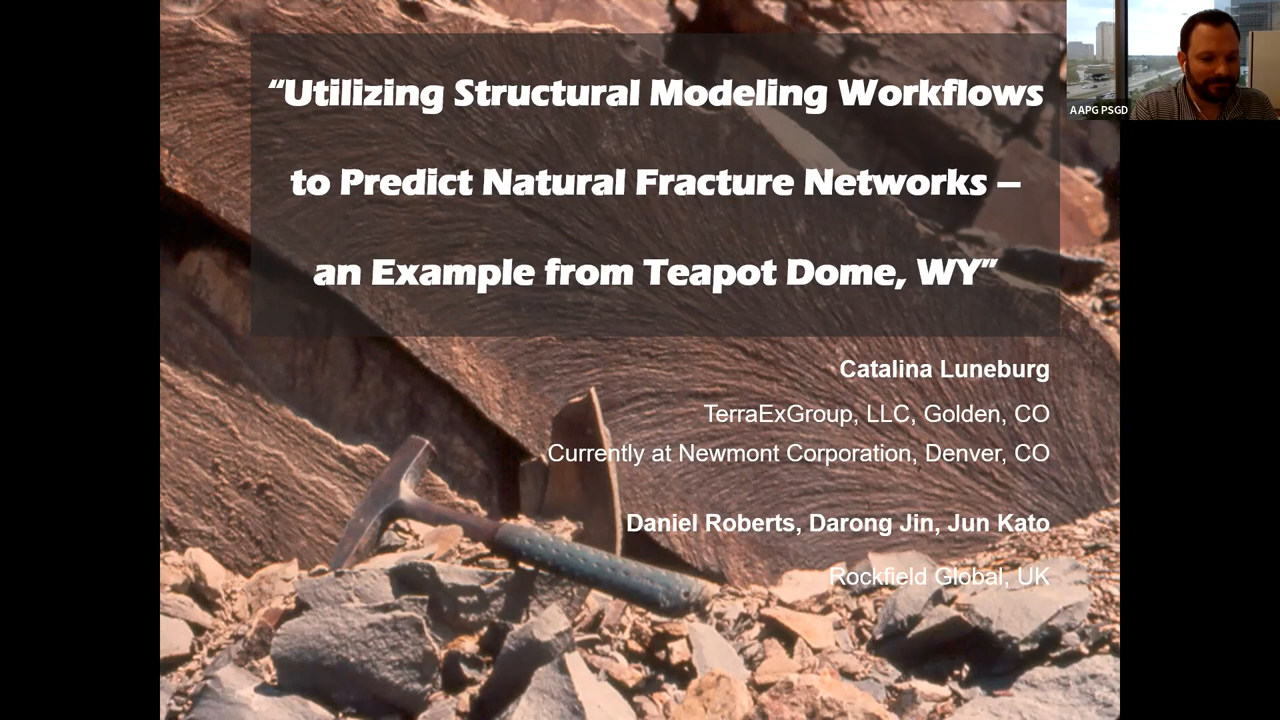 “Utilizing Structural Modeling Workflows
to Predict Natural Fracture Networks –
an Example from Teapot Dome, WY”
Catalina Luneburg
TerraExGroup, LLC, Golden, CO
Currently at Newmont Corporation, Denver, CO
Daniel Roberts, Darong Jin, Jun Kato
Rockfield Global, UK
AAPG PSGD